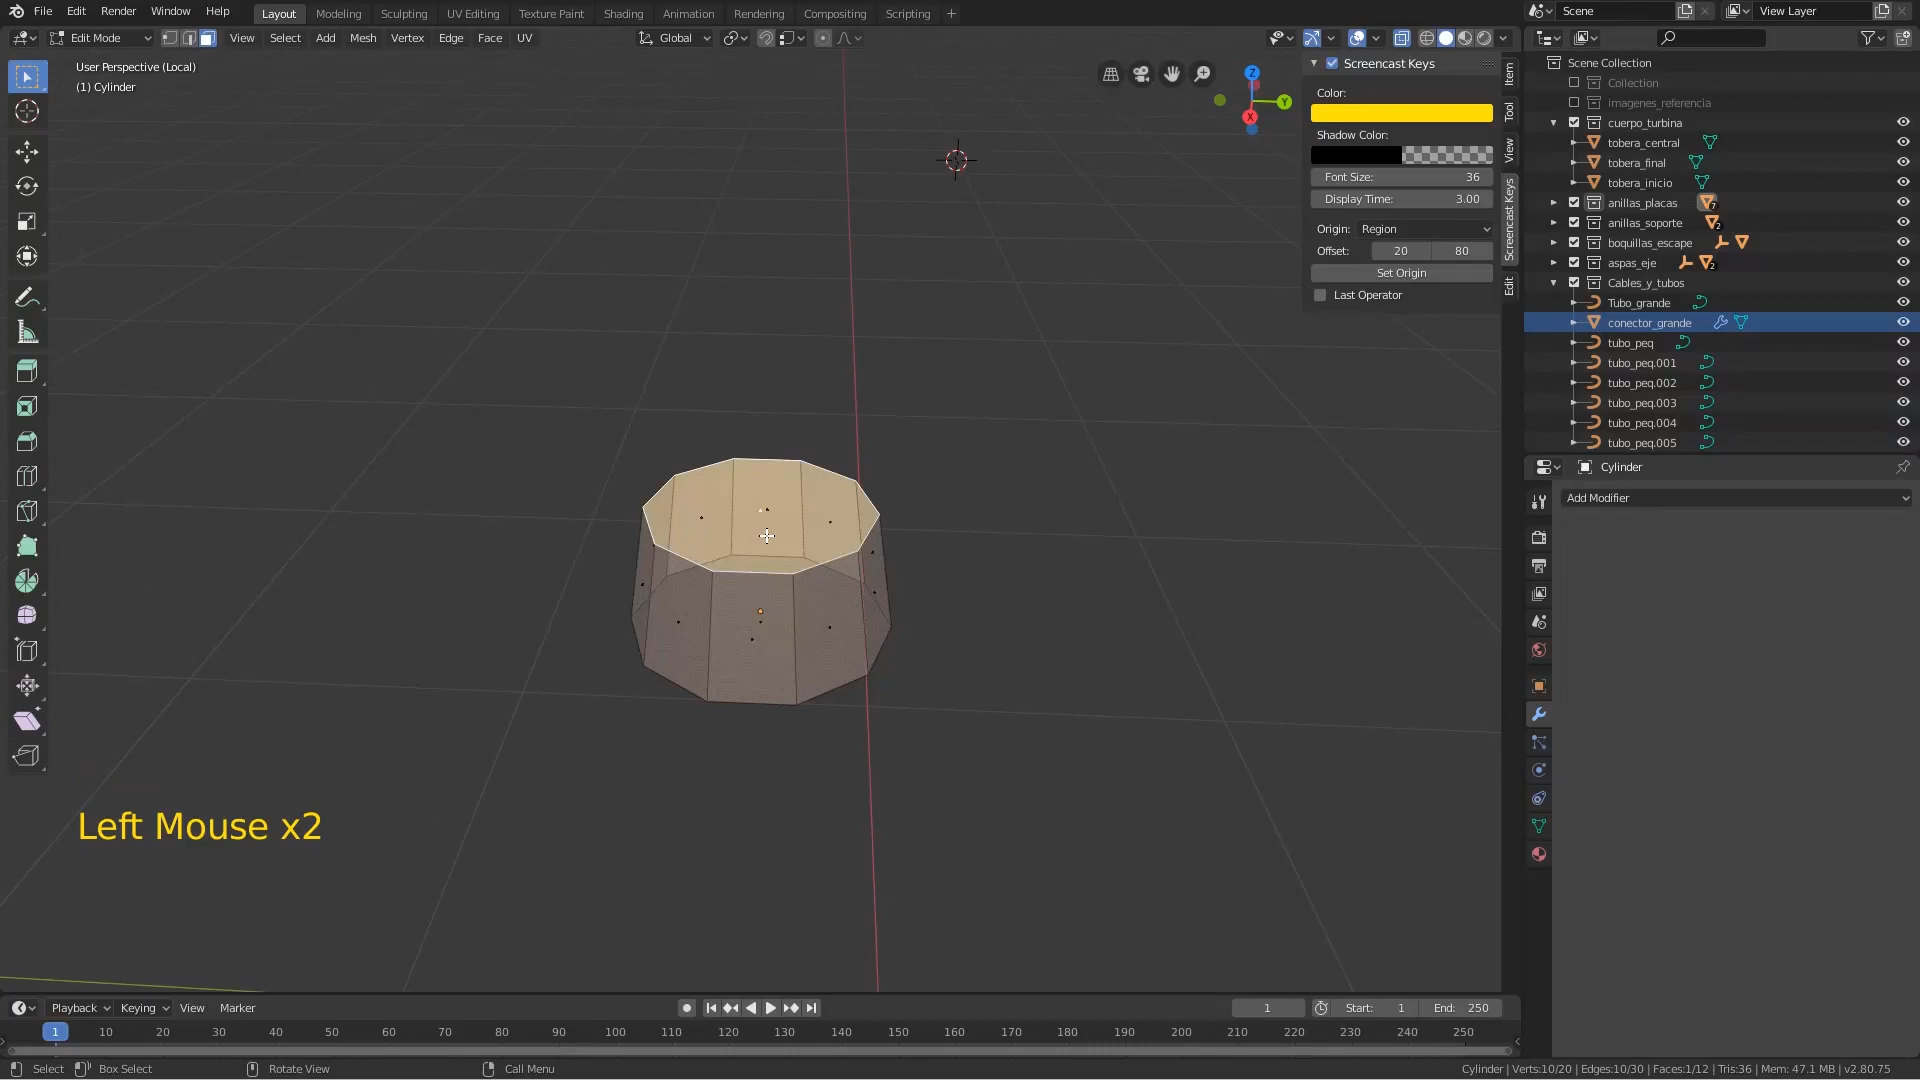 File Edit Render Window Help Layout Modeling Sculpting UV Editing Texture Paint Shading Animation Rendering Compositing Scripting Scene View Layer
Edit Mode View Select Add Mesh Vertex Edge Face UV Global
User Perspective (Local)
(1) Cylinder
Z
Y
X
Screencast Keys
Color:
Shadow Color:
Font Size: 36
Display Time: 3.00
Origin: Region
Offset: 20 80
Set Origin
Last Operator
Item
Tool
View
Screencast Keys
Edit
Scene Collection
Collection
imagenes_referencia
cuerpo_turbina
tobera_central
tobera_final
tobera_inicio
anillas_placas 7
anillas_soporte 2
boquillas_escape
aspas_eje 2
Cables_y_tubos
Tubo_grande
conector_grande
tubo_peq
tubo_peq.001
tubo_peq.002
tubo_peq.003
tubo_peq.004
tubo_peq.005
Cylinder
Add Modifier
Left Mouse x2
Playback Keying View Marker 1 Start: 1 End: 250
1 10 20 30 40 50 60 70 80 90 100 110 120 130 140 150 160 170 180 190 200 210 220 230 240 250
Select Box Select Rotate View Call Menu Cylinder | Verts:10/20 | Edges:10/30 | Faces:1/12 | Tris:36 | Mem: 47.1 MB | v2.80.75